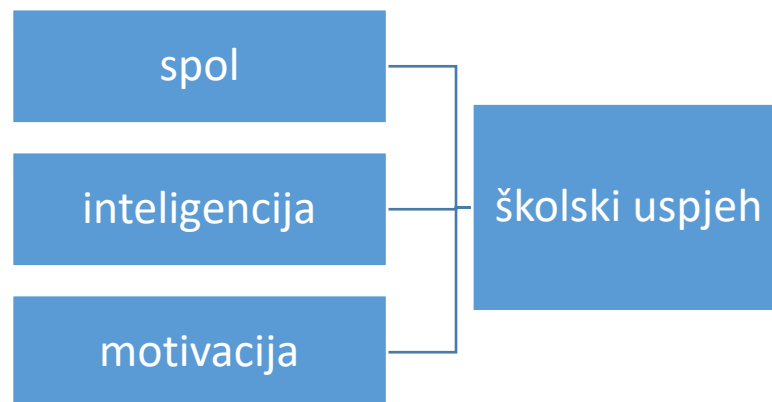 spol
inteligencija
motivacija
školski uspjeh